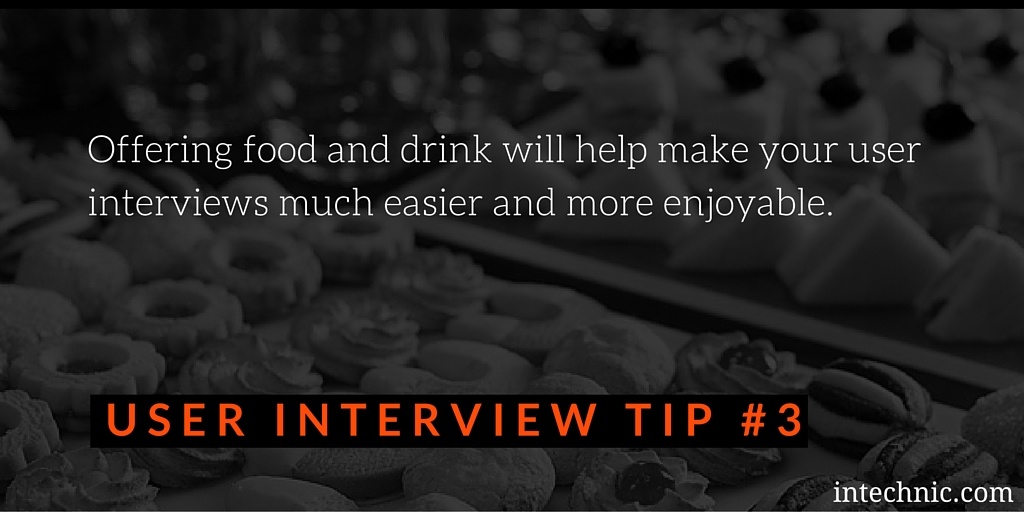 Offering food and drink will help make your user
interviews much easier and more enjoyable.
USER INTERVIEW TIP #3
intechnic.com